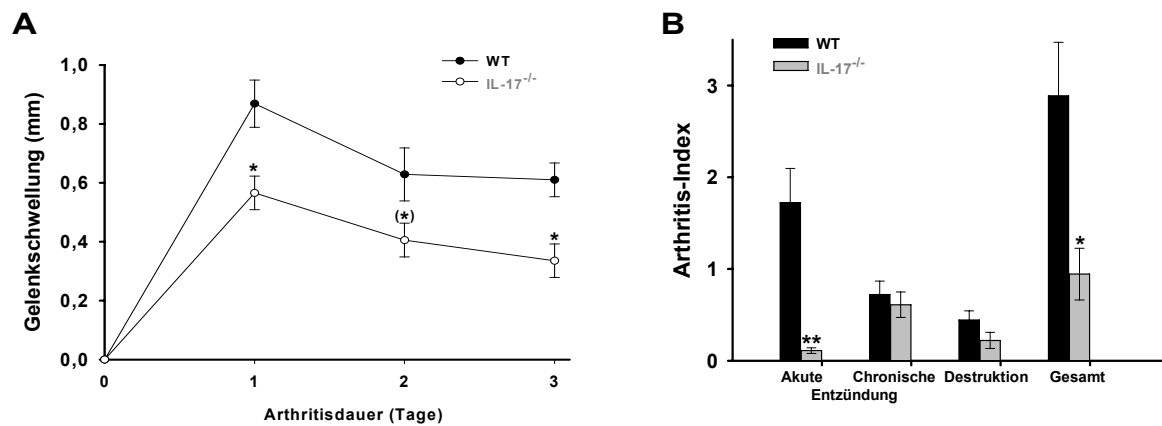 A
Gelenkschwellung (mm)
1,0
0,8
0,6
0,4
0,2
0,0
WT
IL-17-/-
*
(*)
*
0 1 2 3
Arthritisdauer (Tage)
B
Arthritis-Index
3
2
1
0
WT
IL-17-/-
**
*
Akute Chronische Destruktion Gesamt
Entzündung